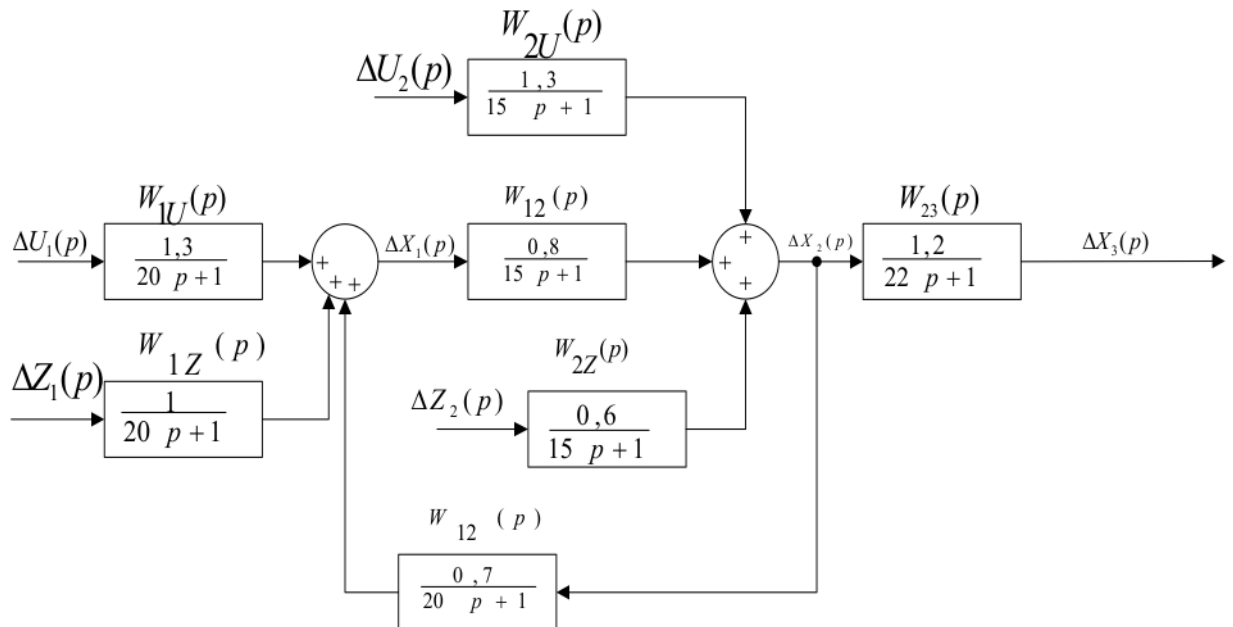 W2U(p)
ΔU2(p)
1,3
15 p + 1
W1U(p)
W12(p)
W23(p)
ΔU1(p)
1,3
20 p+1
+
+ +
ΔX1(p)
0,8
15 p+1
+
+
+
ΔX2(p)
1,2
22 p+1
ΔX3(p)
W1Z(p)
W2Z(p)
ΔZ1(p)
1
20 p+1
ΔZ2(p)
0,6
15 p+1
W12 (p)
0,7
20 p + 1